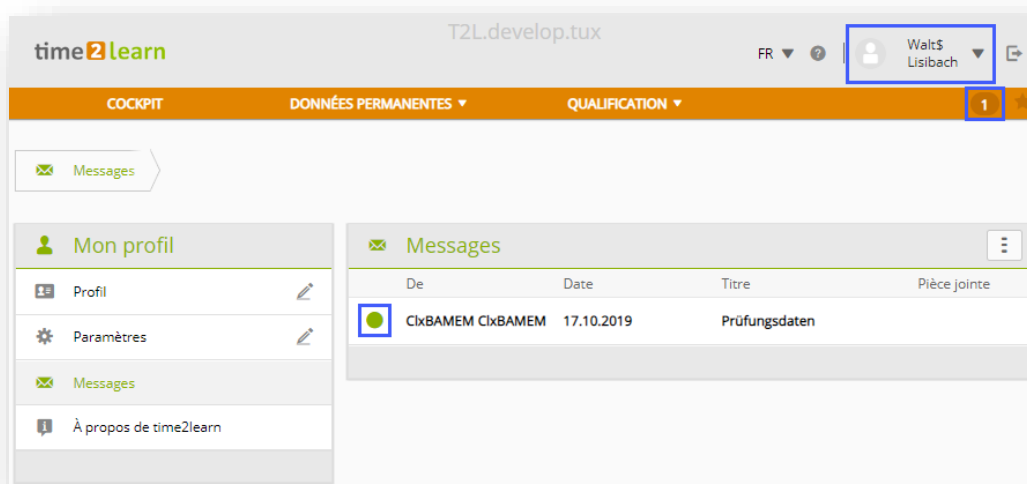 T2L.develop.tux
time2learn
FR
?
Walt$
Lisibach
COCKPIT
DONNÉES PERMANENTES
QUALIFICATION
1
Messages
Mon profil
Profil
Paramètres
Messages
À propos de time2learn
Messages
De Date Titre Pièce jointe
ClxBAMEM ClxBAMEM 17.10.2019 Prüfungsdaten